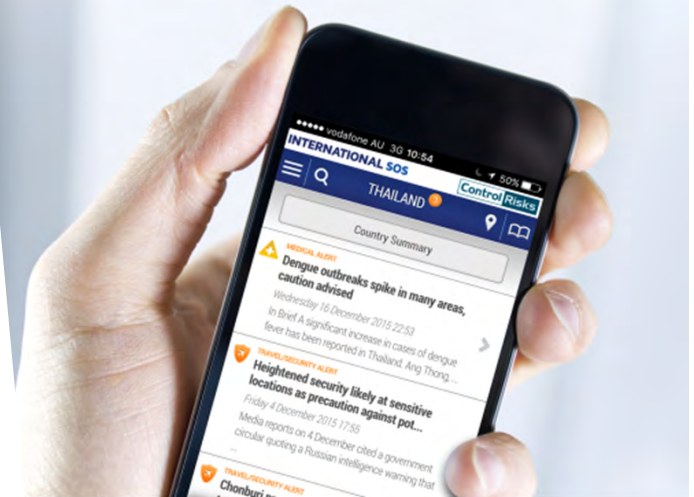 vodafone AU 3G 10:54
50%
INTERNATIONAL SOS
Control Risks
THAILAND 3
Country Summary
MEDICAL ALERT
Dengue outbreaks spike in many areas,
caution advised
Wednesday 16 December 2015 22:53
In Brief A significant increase in cases of dengue
fever has been reported in Thailand. Ang Thong, ...
TRAVEL/SECURITY ALERT
Heightened security likely at sensitive
locations as precaution against pot...
Friday 4 December 2015 17:55
Media reports on 4 December cited a government
circular quoting a Russian intelligence warning that
...
TRAVEL/SECURITY ALERT
Chonburi